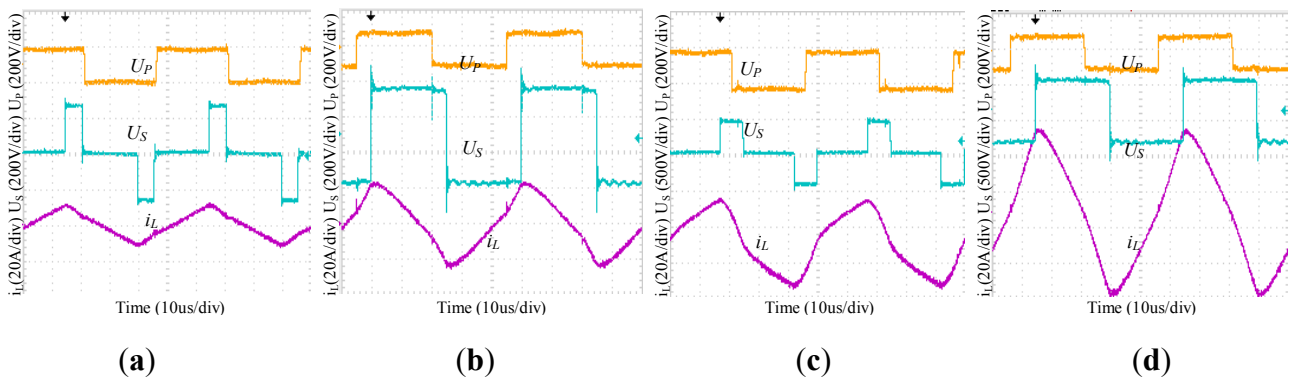 i_L (20A/div) U_S (200V/div) U_P (200V/div)
U_P
U_S
i_L
Time (10us/div)
(a)
i_L (20A/div) U_S (200V/div) U_P (200V/div)
U_P
U_S
i_L
Time (10us/div)
(b)
i_L (20A/div) U_S (500V/div) U_P (200V/div)
U_P
U_S
i_L
Time (10us/div)
(c)
i_L (20A/div) U_S (500V/div) U_P (200V/div)
U_P
U_S
i_L
Time (10us/div)
(d)